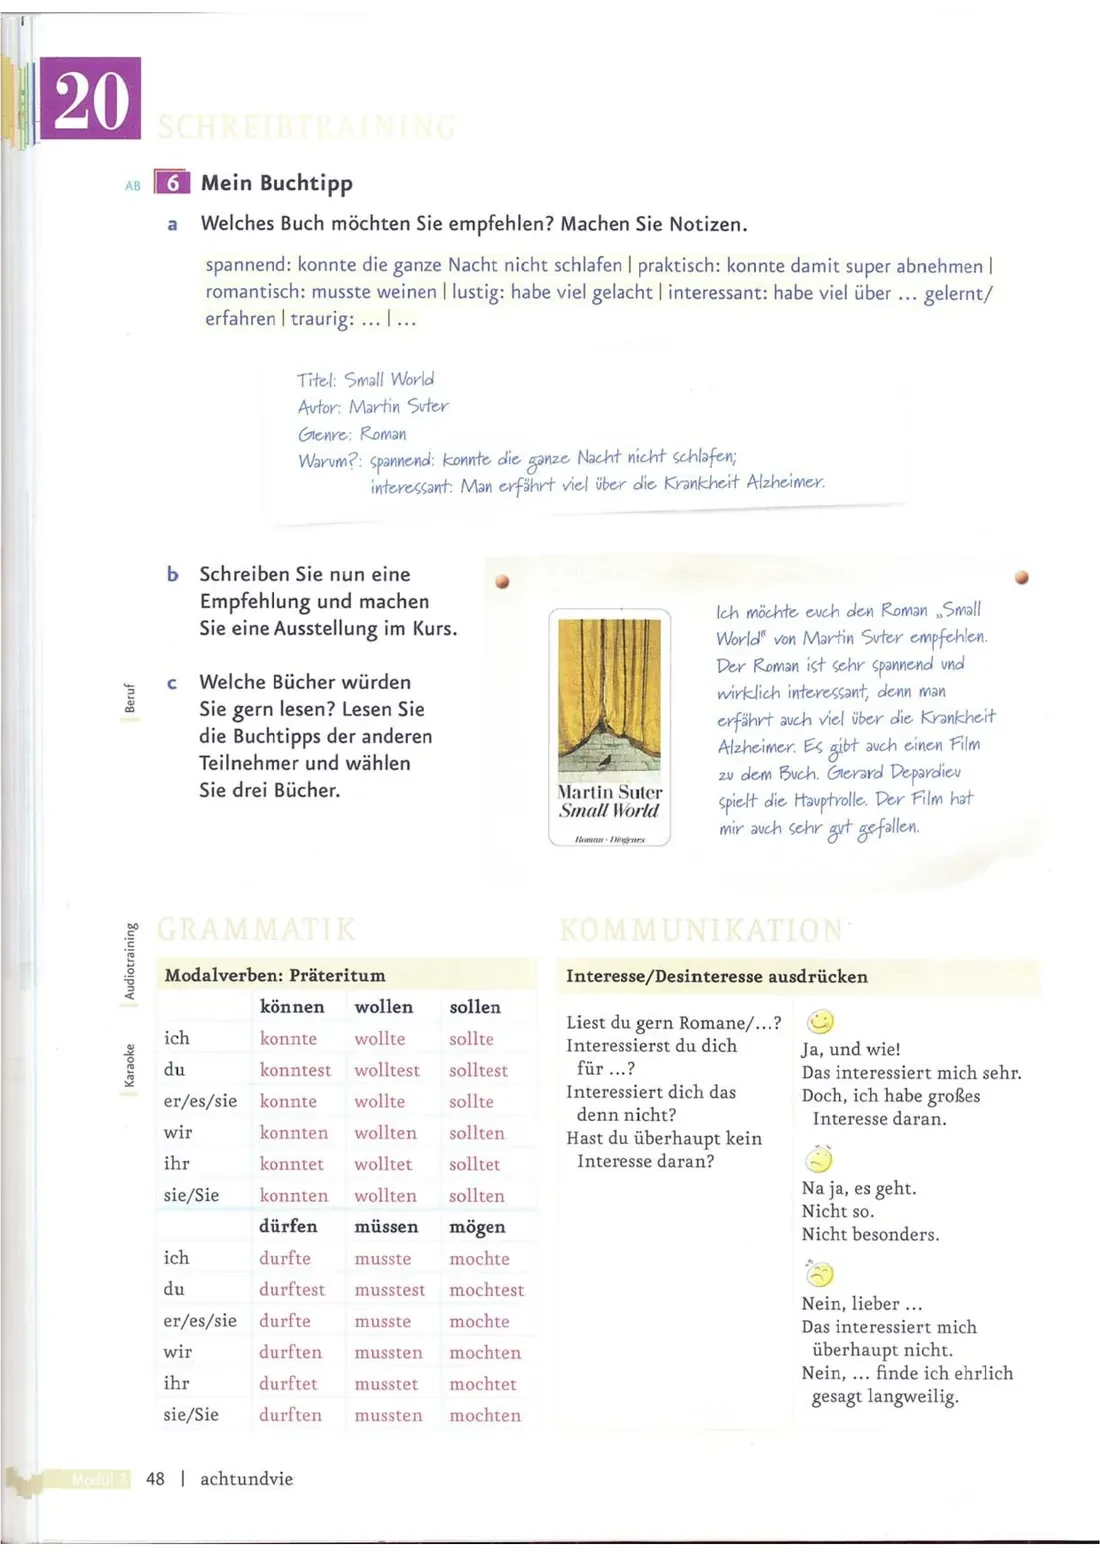 20
SCHREIBTRAINING
AB 6 Mein Buchtipp
a Welches Buch möchten Sie empfehlen? Machen Sie Notizen.
spannend: konnte die ganze Nacht nicht schlafen | praktisch: konnte damit super abnehmen |
romantisch: musste weinen | lustig: habe viel gelacht | interessant: habe viel über ... gelernt/
erfahren | traurig: ... | ...
Titel: Small World
Autor: Martin Suter
Genre: Roman
Warum?: spannend: konnte die ganze Nacht nicht schlafen;
interessant: Man erfährt viel über die Krankheit Alzheimer.
b Schreiben Sie nun eine
Empfehlung und machen
Sie eine Ausstellung im Kurs.
Beruf
c Welche Bücher würden
Sie gern lesen? Lesen Sie
die Buchtipps der anderen
Teilnehmer und wählen
Sie drei Bücher.
Martin Suter
Small World
Roman · Diogenes
Ich möchte euch den Roman „Small
World“ von Martin Suter empfehlen.
Der Roman ist sehr spannend und
wirklich interessant, denn man
erfährt auch viel über die Krankheit
Alzheimer. Es gibt auch einen Film
zu dem Buch. Gerard Depardieu
spielt die Hauptrolle. Der Film hat
mir auch sehr gut gefallen.
Audiotraining
Karaoke
GRAMMATIK
Modalverben: Präteritum
können wollen sollen
ich konnte wollte sollte
du konntest wolltest solltest
er/es/sie konnte wollte sollte
wir konnten wollten sollten
ihr konntet wolltet solltet
sie/Sie konnten wollten sollten
dürfen müssen mögen
ich durfte musste mochte
du durftest musstest mochtest
er/es/sie durfte musste mochte
wir durften mussten mochten
ihr durftet musstet mochtet
sie/Sie durften mussten mochten
KOMMUNIKATION
Interesse/Desinteresse ausdrücken
Liest du gern Romane/...?
Interessierst du dich
für ...?
Interessiert dich das
denn nicht?
Hast du überhaupt kein
Interesse daran?
Ja, und wie!
Das interessiert mich sehr.
Doch, ich habe großes
Interesse daran.
Na ja, es geht.
Nicht so.
Nicht besonders.
Nein, lieber ...
Das interessiert mich
überhaupt nicht.
Nein, ... finde ich ehrlich
gesagt langweilig.
Modul 7 48 | achtundvie